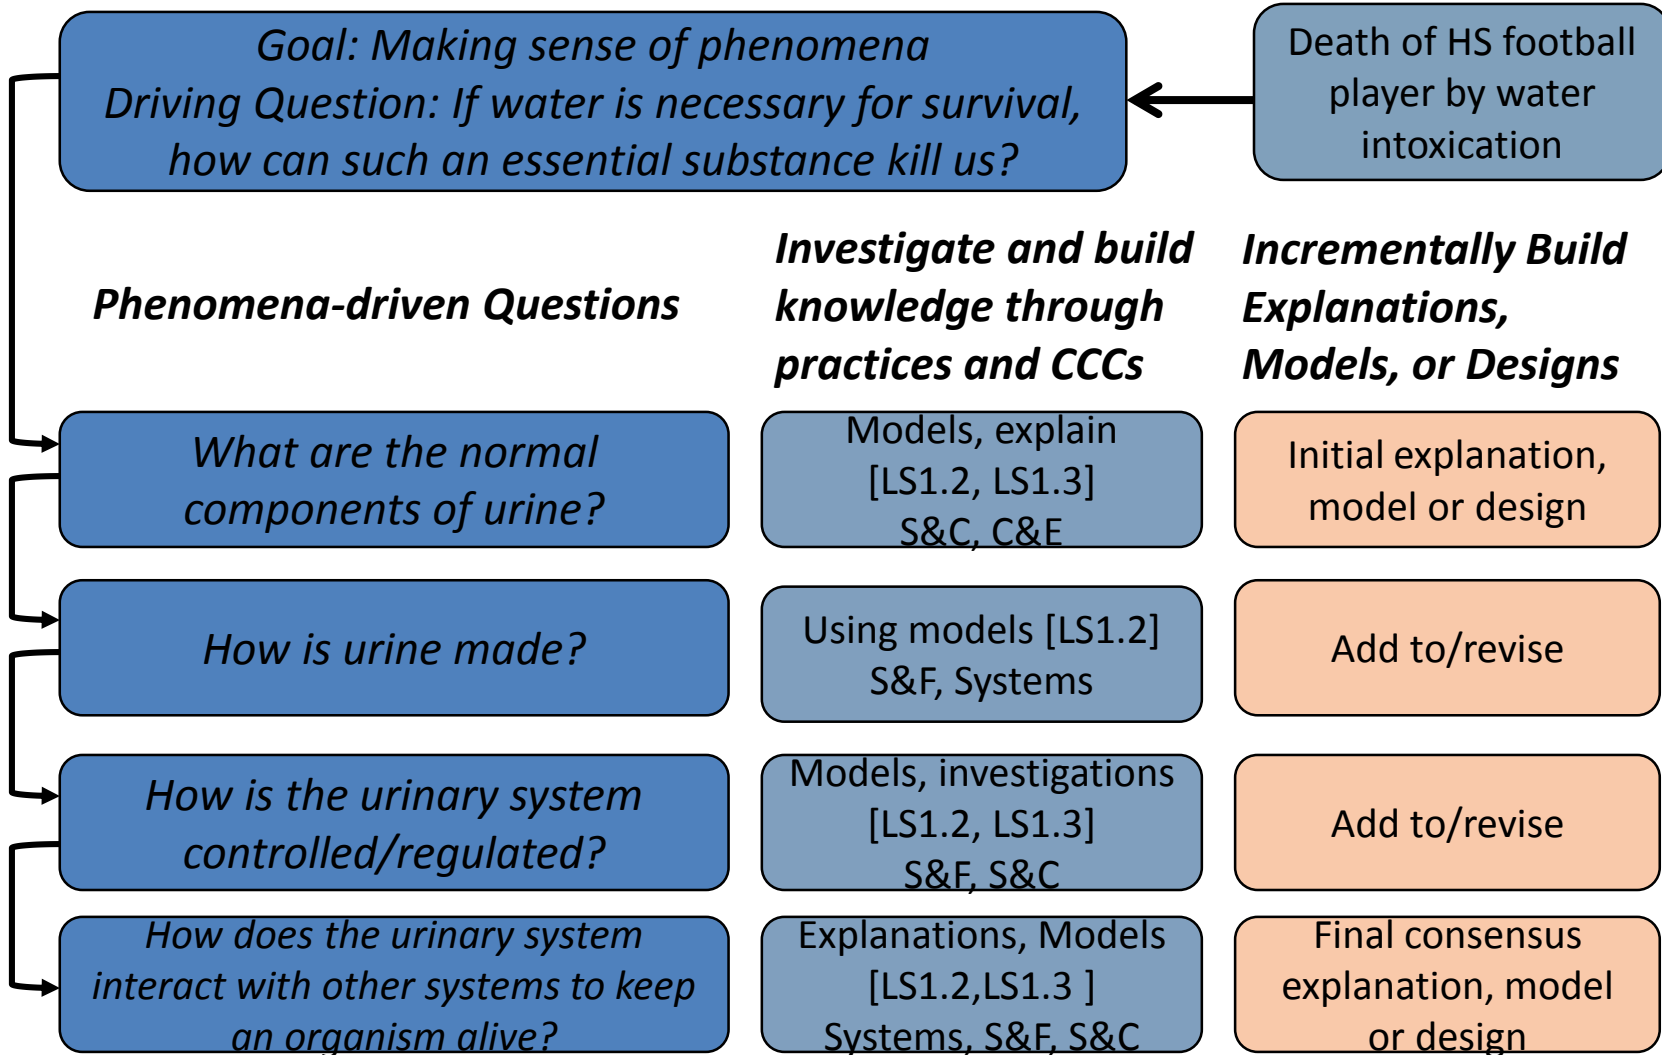 Goal: Making sense of phenomena
Driving Question: If water is necessary for survival,
how can such an essential substance kill us?
Death of HS football
player by water
intoxication
Phenomena-driven Questions
Investigate and build
knowledge through
practices and CCCs
Incrementally Build
Explanations,
Models, or Designs
What are the normal
components of urine?
Models, explain
[LS1.2, LS1.3]
S&C, C&E
Initial explanation,
model or design
How is urine made?
Using models [LS1.2]
S&F, Systems
Add to/revise
How is the urinary system
controlled/regulated?
Models, investigations
[LS1.2, LS1.3]
S&F, S&C
Add to/revise
How does the urinary system
interact with other systems to keep
an organism alive?
Explanations, Models
[LS1.2,LS1.3 ]
Systems, S&F, S&C
Final consensus
explanation, model
or design